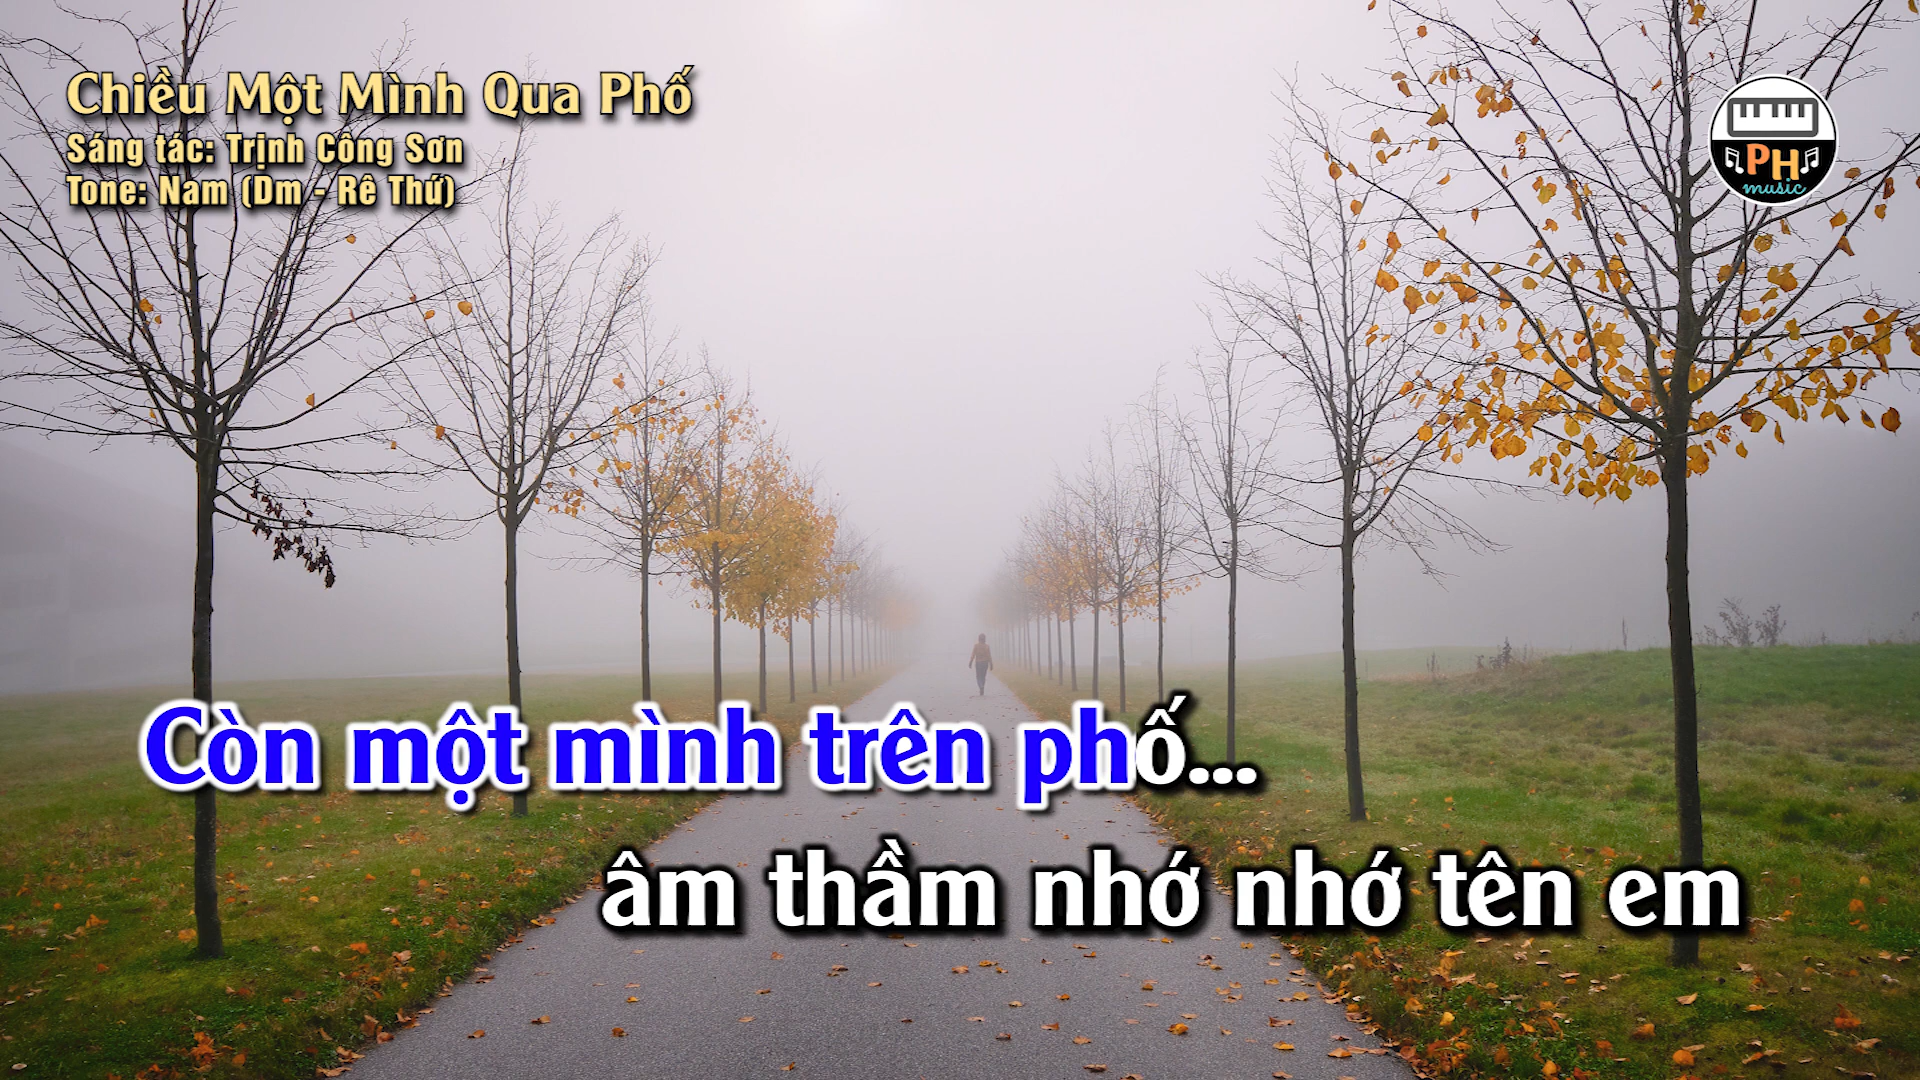 Chiều Một Mình Qua Phố
Sáng tác: Trịnh Công Sơn
Tone: Nam (Dm - Rê Thứ)
PH
music
Còn một mình trên phố...
âm thầm nhớ nhớ tên em